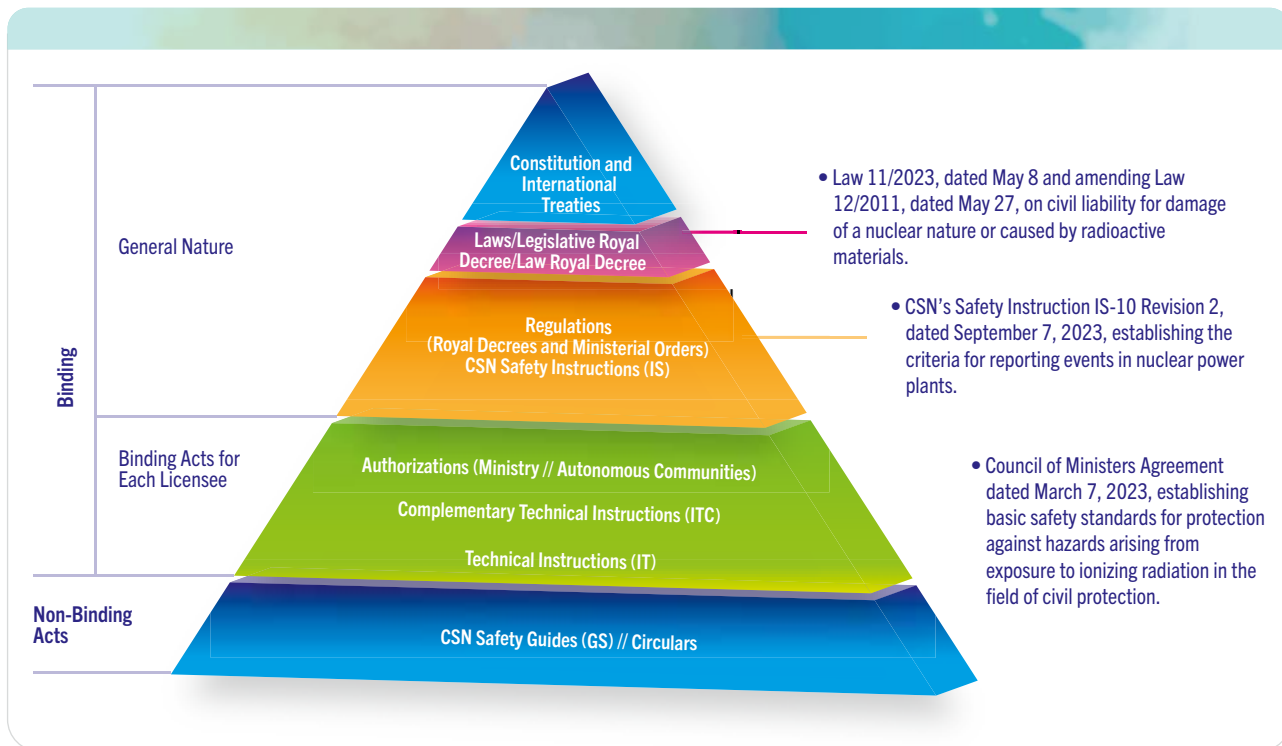 Constitution and
International
Treaties
Laws/Legislative Royal
Decree/Law Royal Decree
Regulations
(Royal Decrees and Ministerial Orders)
CSN Safety Instructions (IS)
Authorizations (Ministry // Autonomous Communities)
Complementary Technical Instructions (ITC)
Technical Instructions (IT)
CSN Safety Guides (GS) // Circulars
Binding
General Nature
Binding Acts for
Each Licensee
Non-Binding
Acts
• Law 11/2023, dated May 8 and amending Law
12/2011, dated May 27, on civil liability for damage
of a nuclear nature or caused by radioactive
materials.
• CSN's Safety Instruction IS-10 Revision 2,
dated September 7, 2023, establishing the
criteria for reporting events in nuclear power
plants.
• Council of Ministers Agreement
dated March 7, 2023, establishing
basic safety standards for protection
against hazards arising from
exposure to ionizing radiation in the
field of civil protection.